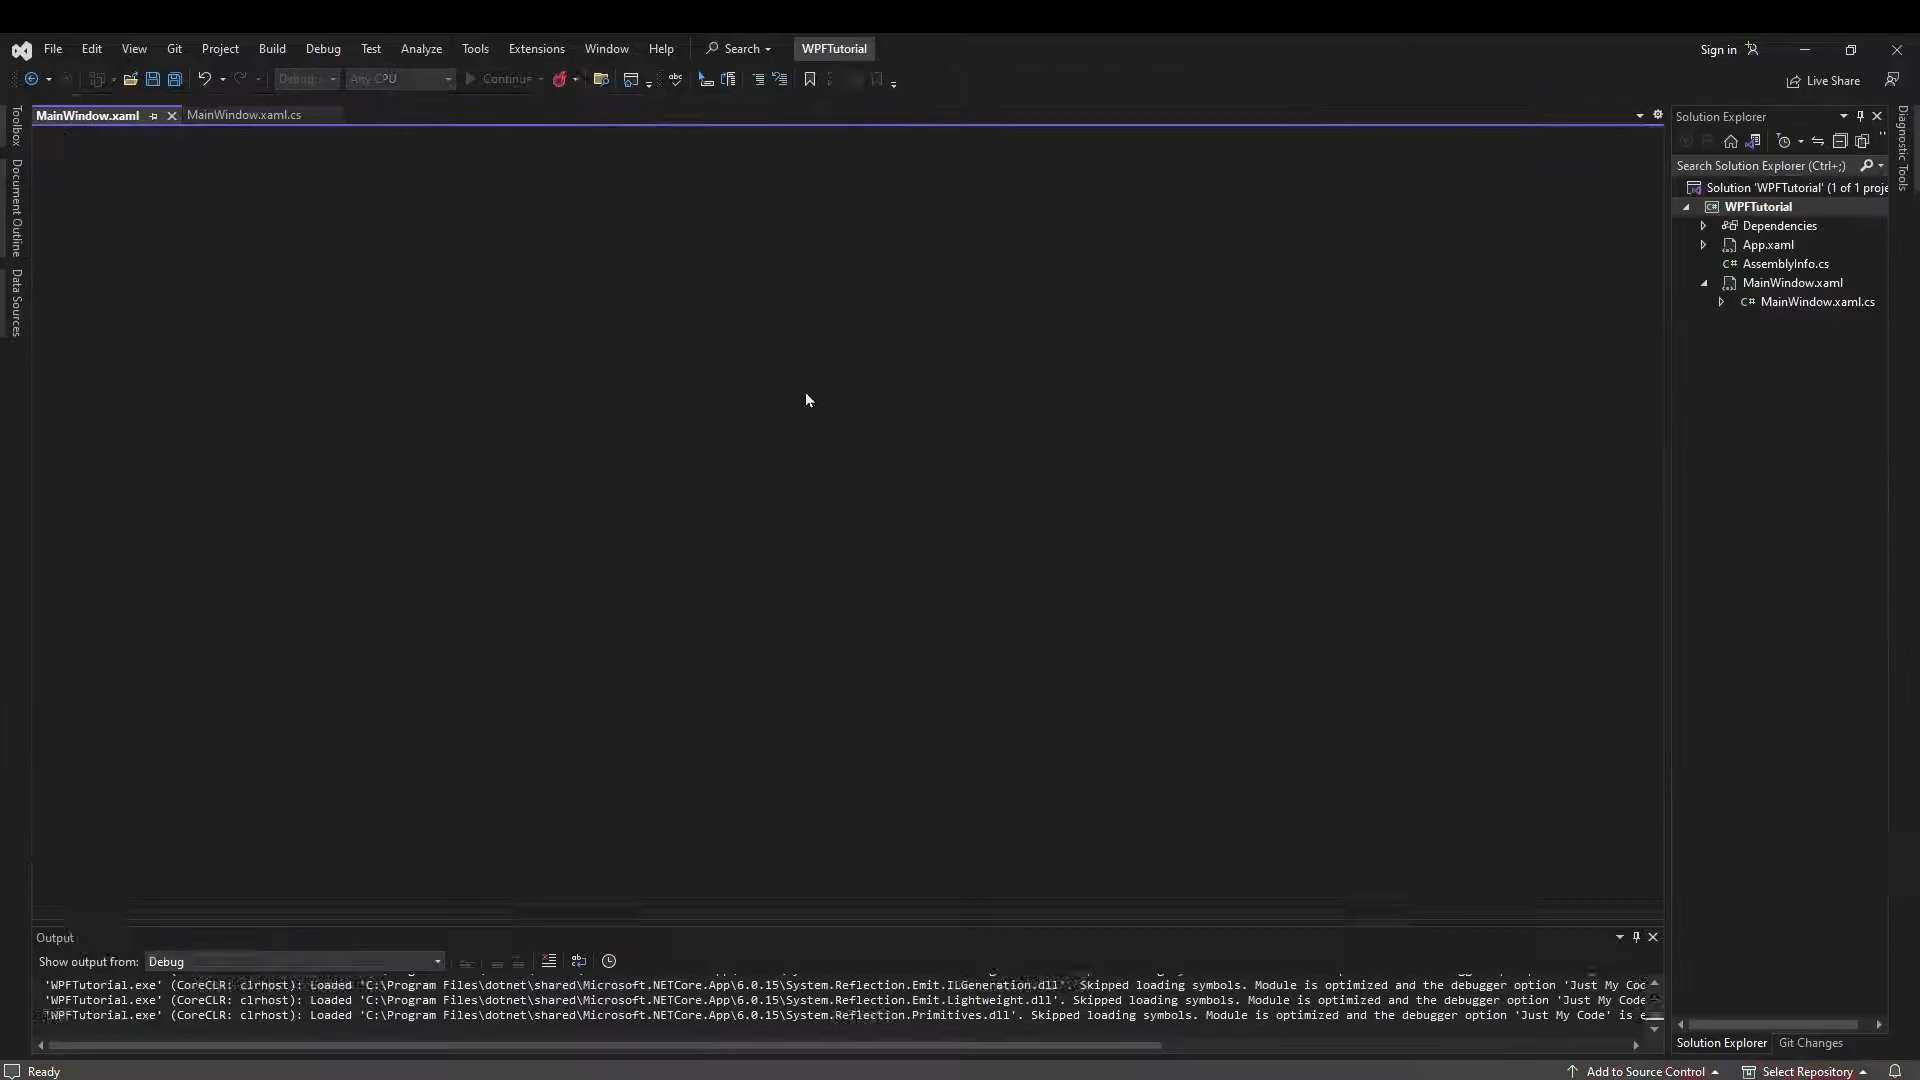 File Edit View Git Project Build Debug Test Analyze Tools Extensions Window Help Search WPFTutorial Sign in
Debug Any CPU Continue Live Share
MainWindow.xaml MainWindow.xaml.cs
Toolbox
Document Outline
Data Sources
Solution Explorer
Search Solution Explorer (Ctrl+;)
Solution 'WPFTutorial' (1 of 1 proje
WPFTutorial
Dependencies
App.xaml
C# AssemblyInfo.cs
MainWindow.xaml
C# MainWindow.xaml.cs
Diagnostic Tools
Output
Show output from: Debug
'WPFTutorial.exe' (CoreCLR: clrhost): Loaded 'C:\Program Files\dotnet\shared\Microsoft.NETCore.App\6.0.15\System.Reflection.Emit.ILGeneration.dll'. Skipped loading symbols. Module is optimized and the debugger option 'Just My Coc
'WPFTutorial.exe' (CoreCLR: clrhost): Loaded 'C:\Program Files\dotnet\shared\Microsoft.NETCore.App\6.0.15\System.Reflection.Emit.Lightweight.dll'. Skipped loading symbols. Module is optimized and the debugger option 'Just My Code
'WPFTutorial.exe' (CoreCLR: clrhost): Loaded 'C:\Program Files\dotnet\shared\Microsoft.NETCore.App\6.0.15\System.Reflection.Primitives.dll'. Skipped loading symbols. Module is optimized and the debugger option 'Just My Code' is e
Solution Explorer Git Changes
Ready Add to Source Control Select Repository